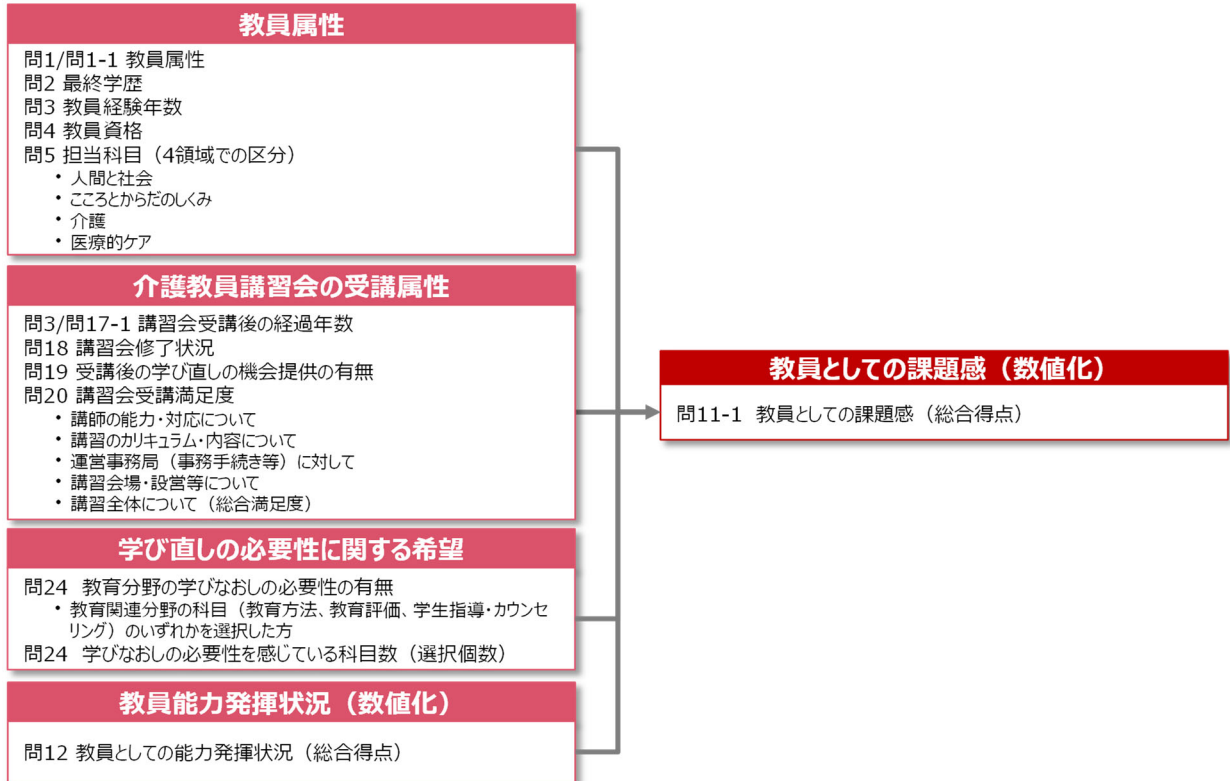 教員属性
問1/問1-1 教員属性
問2 最終学歴
問3 教員経験年数
問4 教員資格
問5 担当科目（4領域での区分）
• 人間と社会
• こころとからだのしくみ
• 介護
• 医療的ケア
介護教員講習会の受講属性
問3/問17-1 講習会受講後の経過年数
問18 講習会修了状況
問19 受講後の学び直しの機会提供の有無
問20 講習会受講満足度
• 講師の能力・対応について
• 講習のカリキュラム・内容について
• 運営事務局（事務手続き等）に対して
• 講習会場・設営等について
• 講習全体について（総合満足度）
学び直しの必要性に関する希望
問24 教育分野の学びなおしの必要性の有無
• 教育関連分野の科目（教育方法、教育評価、学生指導・カウンセ
リング）のいずれかを選択した方
問24 学びなおしの必要性を感じている科目数（選択個数）
教員能力発揮状況（数値化）
問12 教員としての能力発揮状況（総合得点）
教員としての課題感（数値化）
問11-1 教員としての課題感（総合得点）